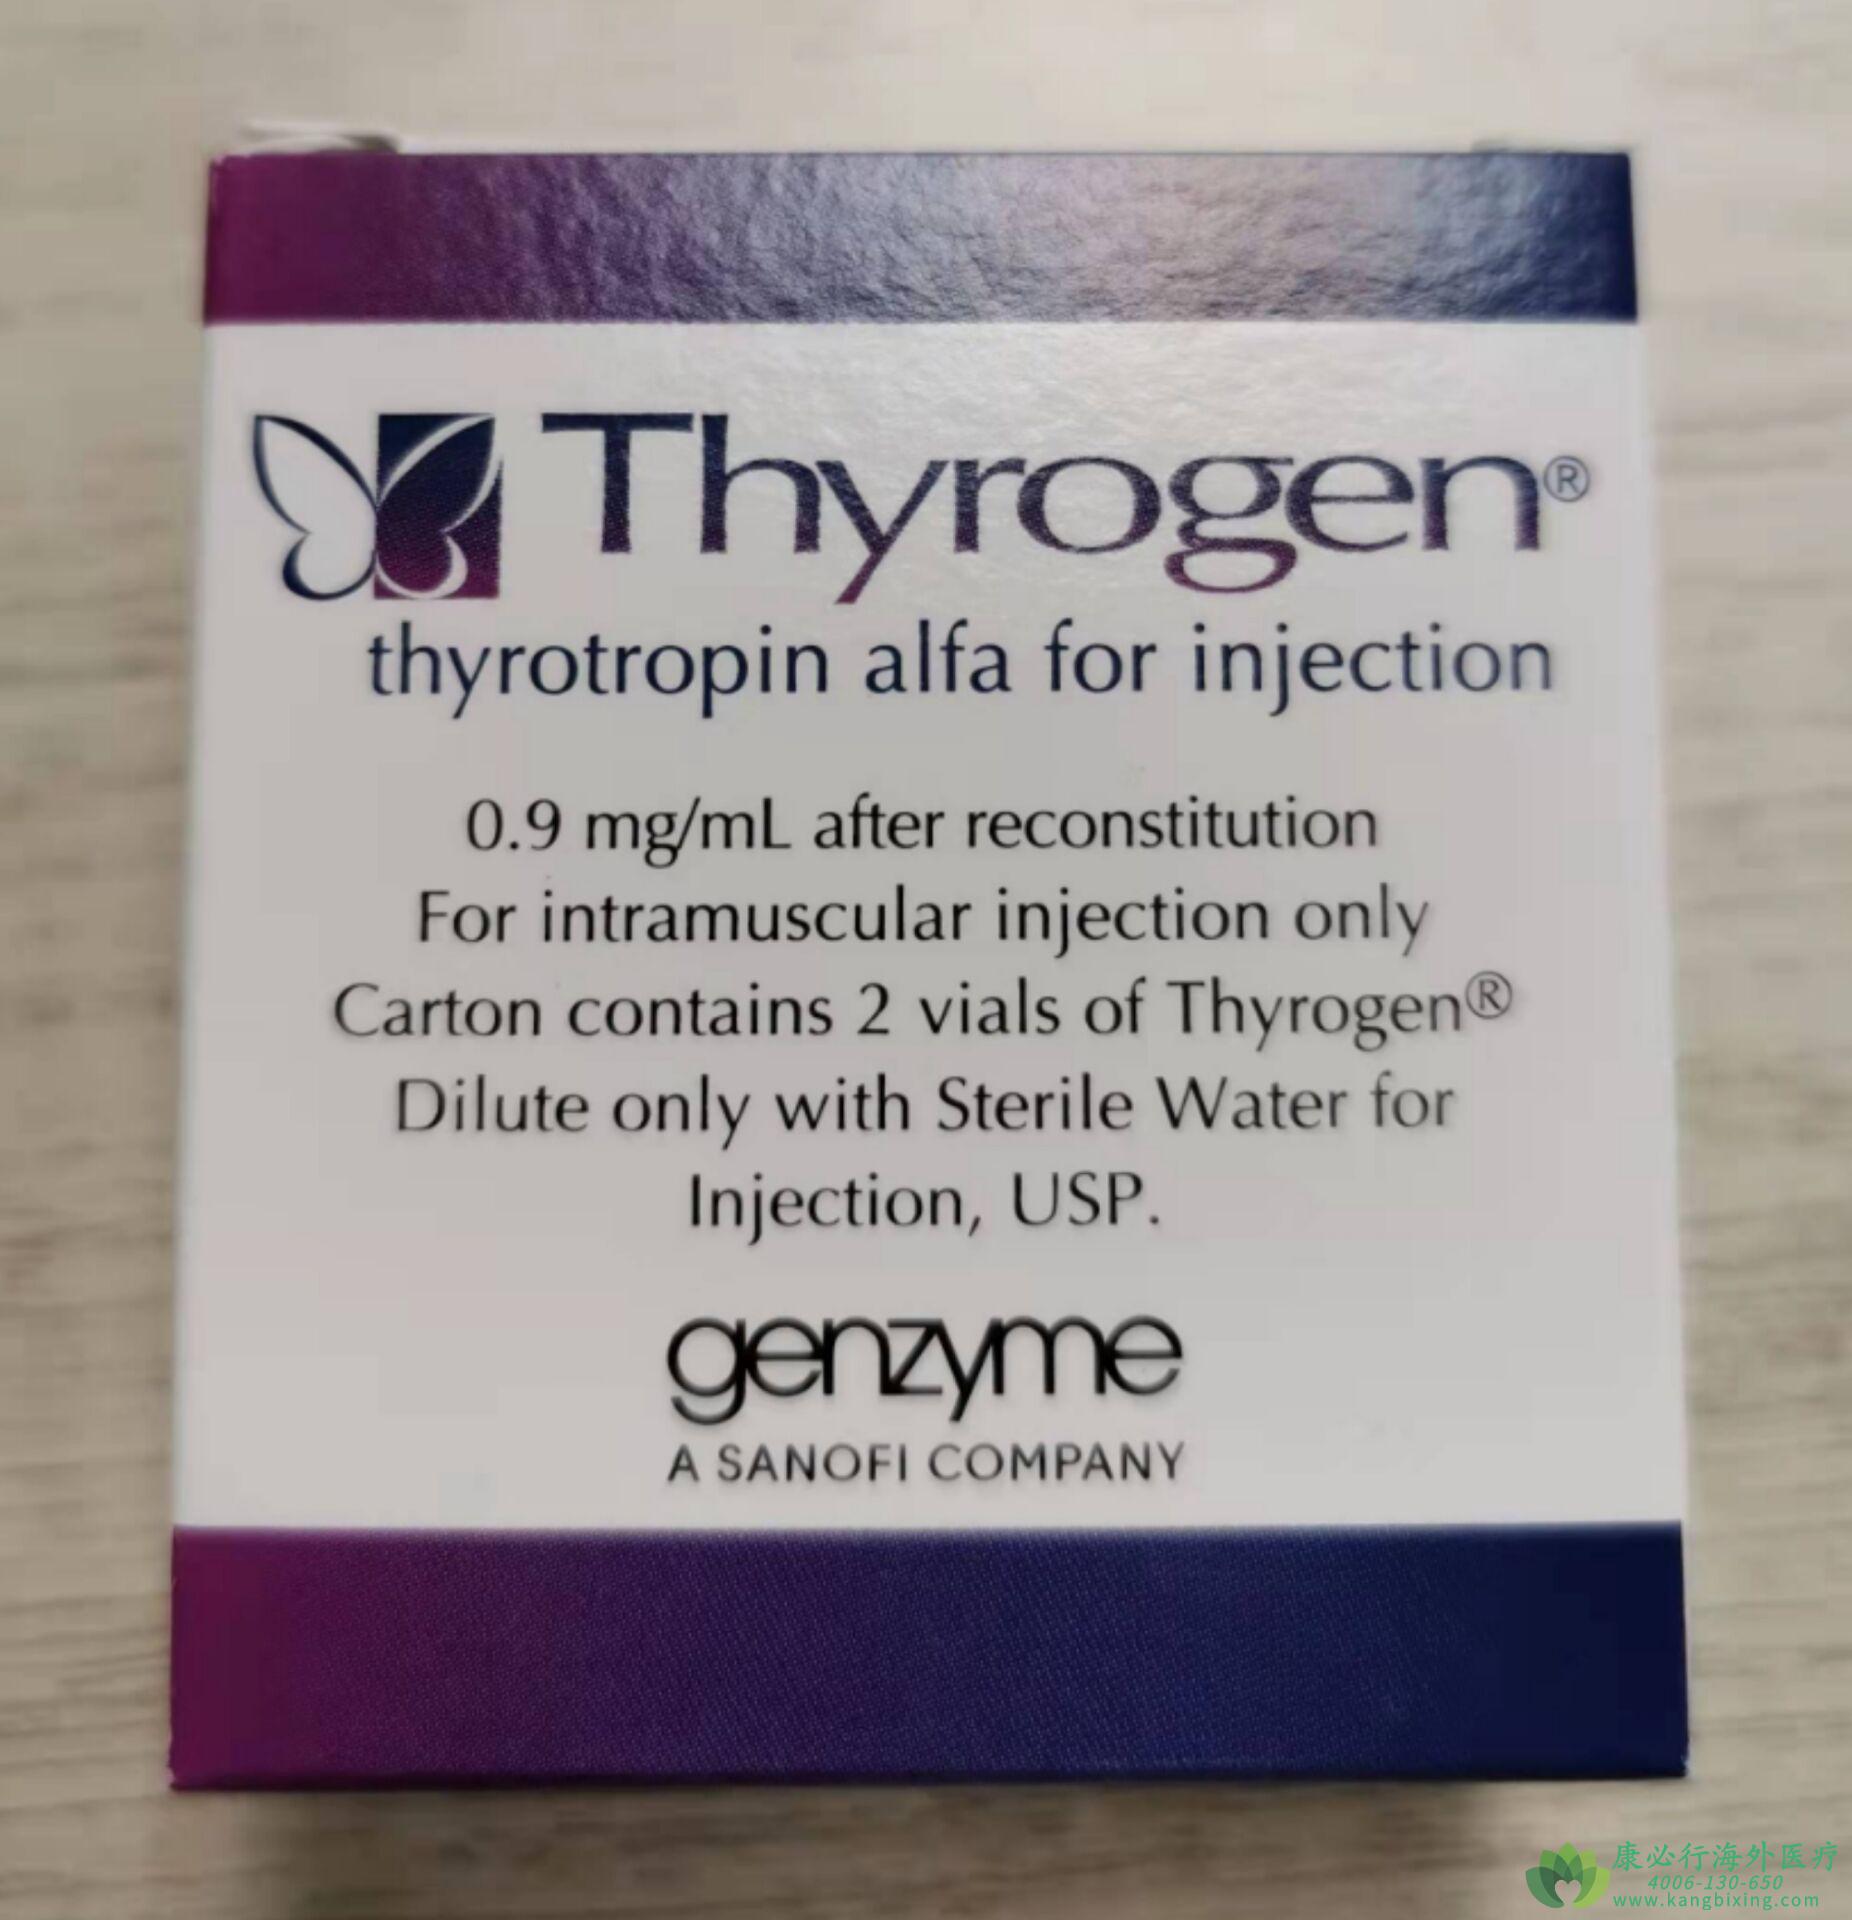 Thyrogen®
thyrotropin alfa for injection
0.9 mg/mL after reconstitution
For intramuscular injection only
Carton contains 2 vials of Thyrogen®
Dilute only with Sterile Water for
Injection, USP.
genzyme
A SANOFI COMPANY
康必行海外医疗
4006-130-650
www.kangbixing.com